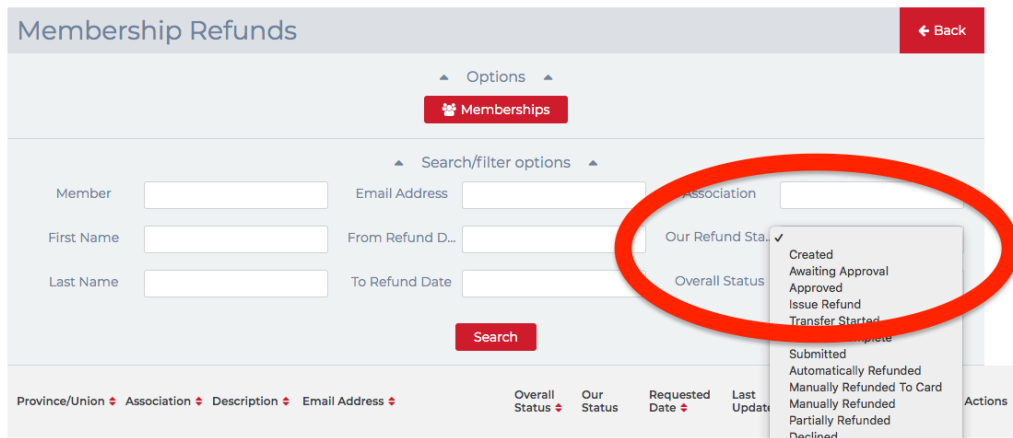 Membership Refunds
Back
Options
Memberships
Search/filter options
Member
Email Address
Association
First Name
From Refund D...
Our Refund Sta...
Last Name
To Refund Date
Overall Status
Created
Awaiting Approval
Approved
Issue Refund
Transfer Started
Submitted
Automatically Refunded
Manually Refunded To Card
Manually Refunded
Partially Refunded
Declined
Search
Province/Union Association Description Email Address Overall Status Our Status Requested Date Last Update Actions